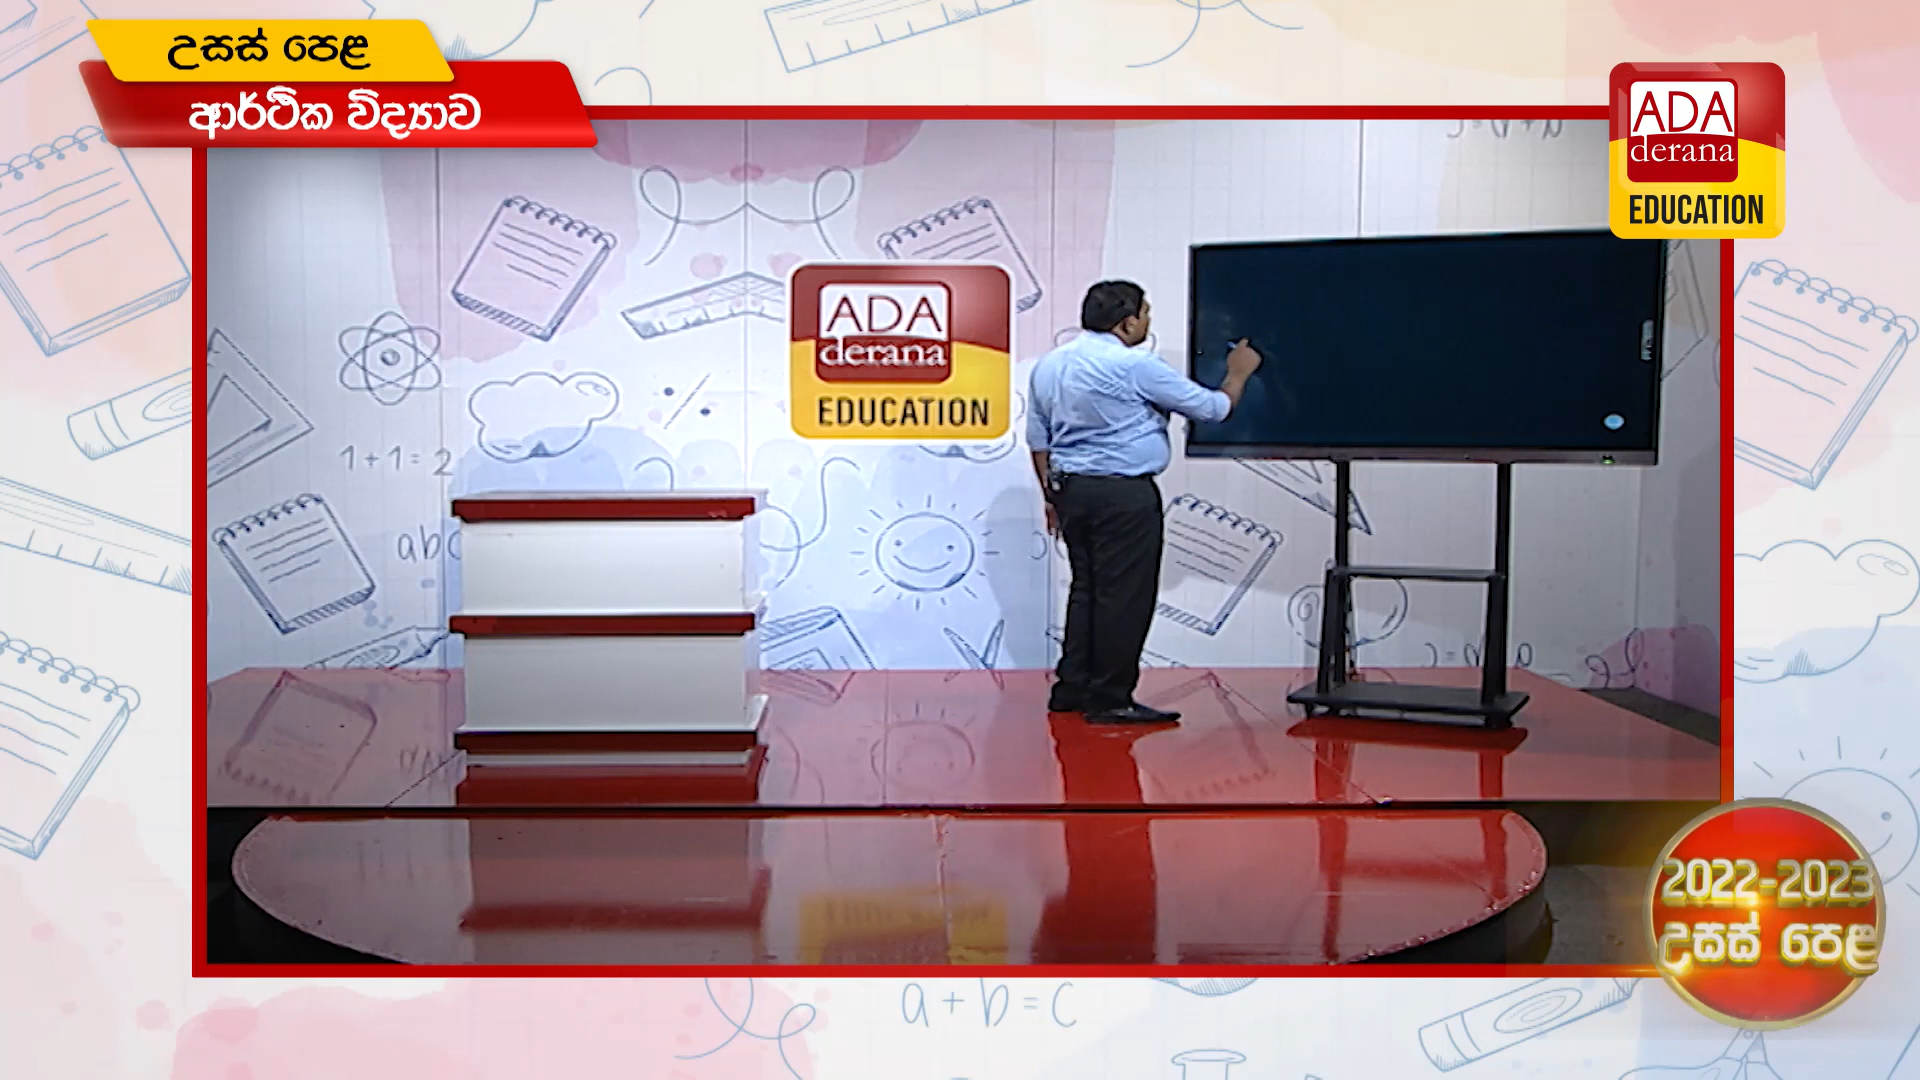 උසස් පෙළ
ආර්ථික විද්‍යාව
ADA
derana
EDUCATION
ADA
derana
EDUCATION
1+1=2
abc
2022-2023
උසස් පෙළ
a+b=c